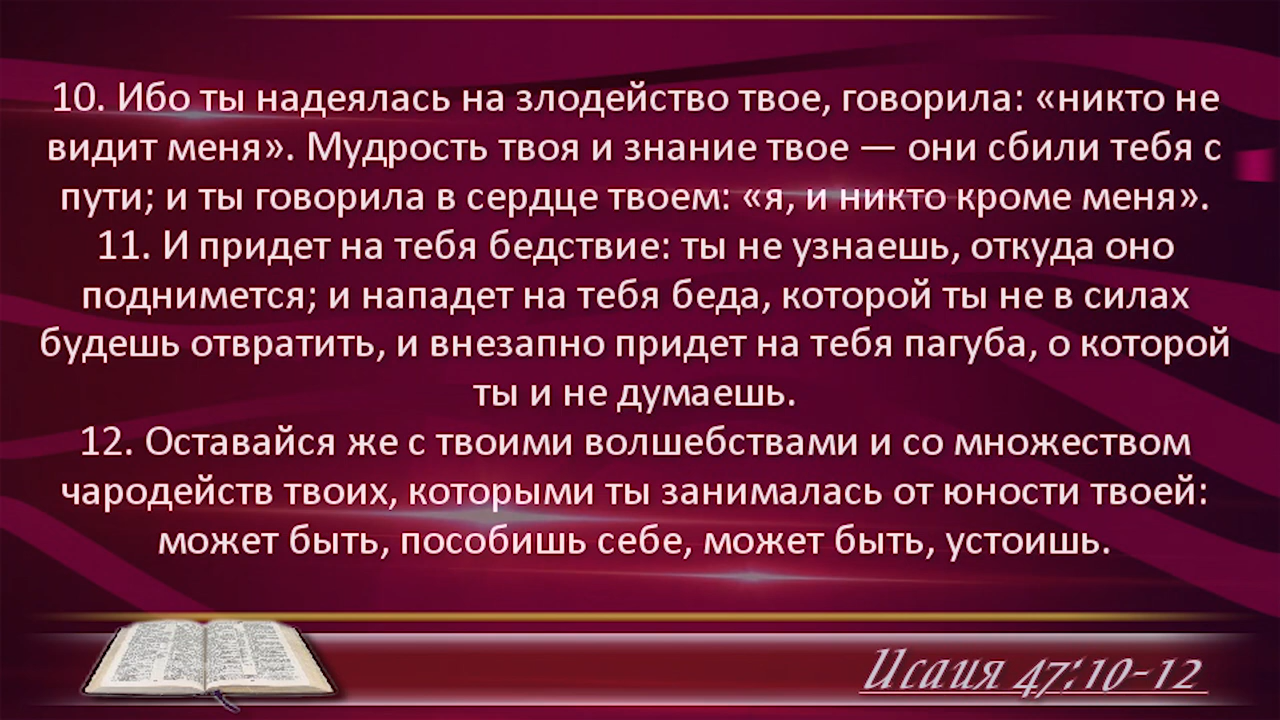 10. Ибо ты надеялась на злодейство твое, говорила: «никто не
видит меня». Мудрость твоя и знание твое — они сбили тебя с
пути; и ты говорила в сердце твоем: «я, и никто кроме меня».
11. И придет на тебя бедствие: ты не узнаешь, откуда оно
поднимется; и нападет на тебя беда, которой ты не в силах
будешь отвратить, и внезапно придет на тебя пагуба, о которой
ты и не думаешь.
12. Оставайся же с твоими волшебствами и со множеством
чародейств твоих, которыми ты занималась от юности твоей:
может быть, пособишь себе, может быть, устоишь.
Исаия 47:10-12